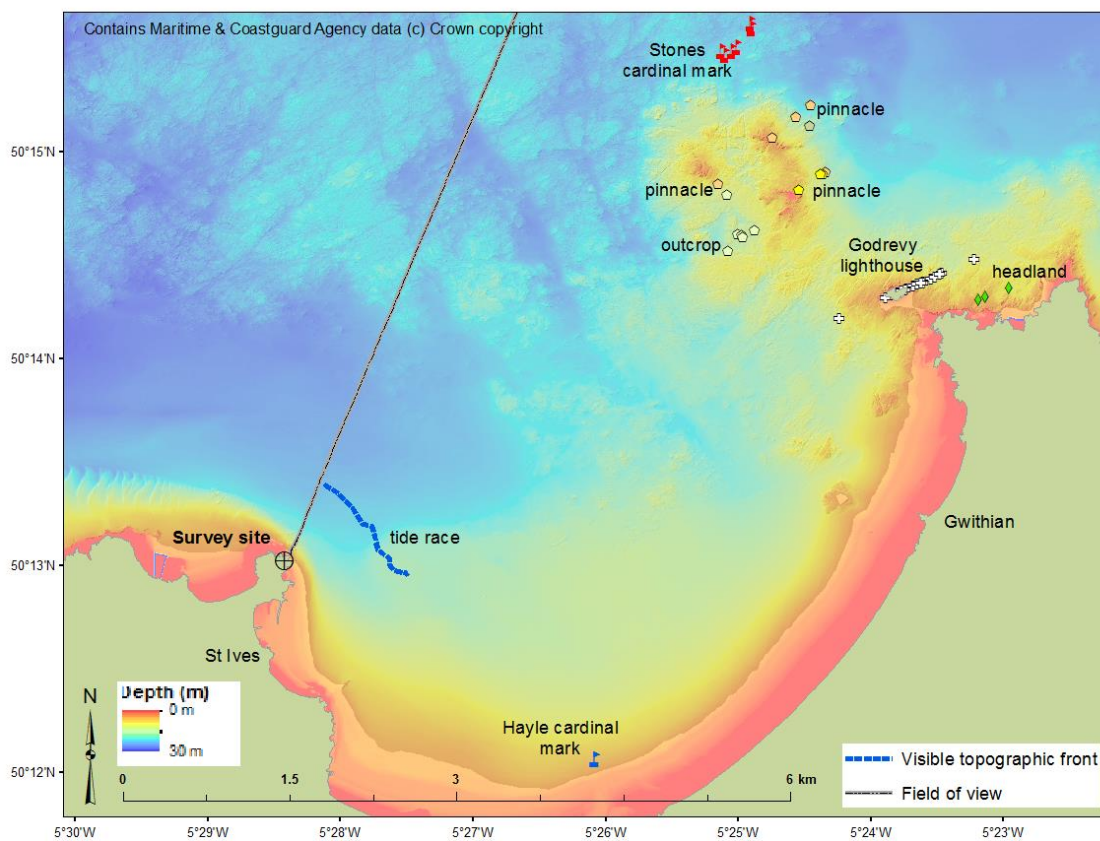 Contains Maritime & Coastguard Agency data (c) Crown copyright
Stones
cardinal mark
pinnacle
50°15'N
pinnacle
pinnacle
outcrop
Godrevy
lighthouse
headland
50°14'N
Gwithian
tide race
Survey site
50°13'N
St Ives
N
Depth (m)
0 m
30 m
Hayle cardinal
mark
Visible topographic front
50°12'N
0
1.5
3
6 km
Field of view
5°30'W
5°29'W
5°28'W
5°27'W
5°26'W
5°25'W
5°24'W
5°23'W